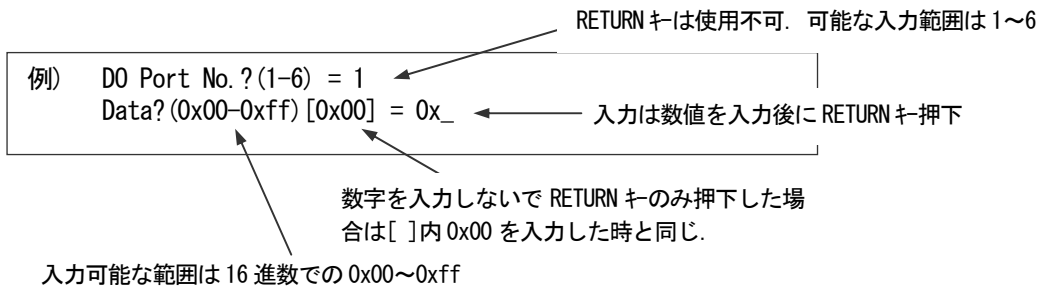 RETURN ｷｰは使用不可. 可能な入力範囲は 1～6
例) DO Port No.?(1-6) = 1
Data?(0x00-0xff)[0x00] = 0x_
入力は数値を入力後に RETURN ｷｰ押下
数字を入力しないで RETURN ｷｰのみ押下した場
合は[ ]内 0x00 を入力した時と同じ.
入力可能な範囲は 16 進数での 0x00～0xff